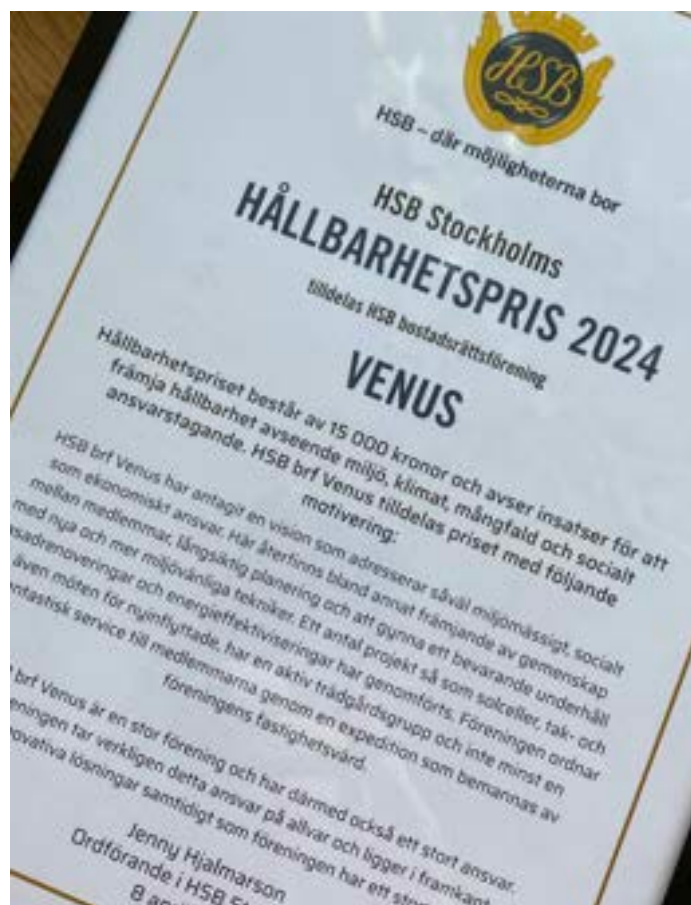 HSB
HSB – där möjligheterna bor
HSB Stockholms
HÅLLBARHETSPRIS 2024
tilldelas HSB bostadsrättsförening
VENUS
Hållbarhetspriset består av 15 000 kronor och avser insatser för att
främja hållbarhet avseende miljö, klimat, mångfald och socialt
ansvarstagande. HSB brf Venus tilldelas priset med följande
motivering:
HSB brf Venus har antagit en vision som adresserar såväl miljömässigt, socialt
som ekonomiskt ansvar. Här återfinns bland annat främjande av gemenskap
mellan medlemmar, långsiktig planering och att gynna ett bevarande underhåll
med nya och mer miljövänliga tekniker. Ett antal projekt så som solceller, tak- och
sadrenoveringar och energieffektiviseringar har genomförts. Föreningen ordnar
även möten för nyinflyttade, har en aktiv trädgårdsgrupp och inte minst en
ntastisk service till medlemmarna genom en expedition som bemannas av
föreningens fastighetsvärd.
brf Venus är en stor förening och har därmed också ett stort ansvar.
eningen tar verkligen detta ansvar på allvar och ligger i framkant
novativa lösningar samtidigt som föreningen har ett
Jenny Hjalmarson
Ordförande i HSB
8